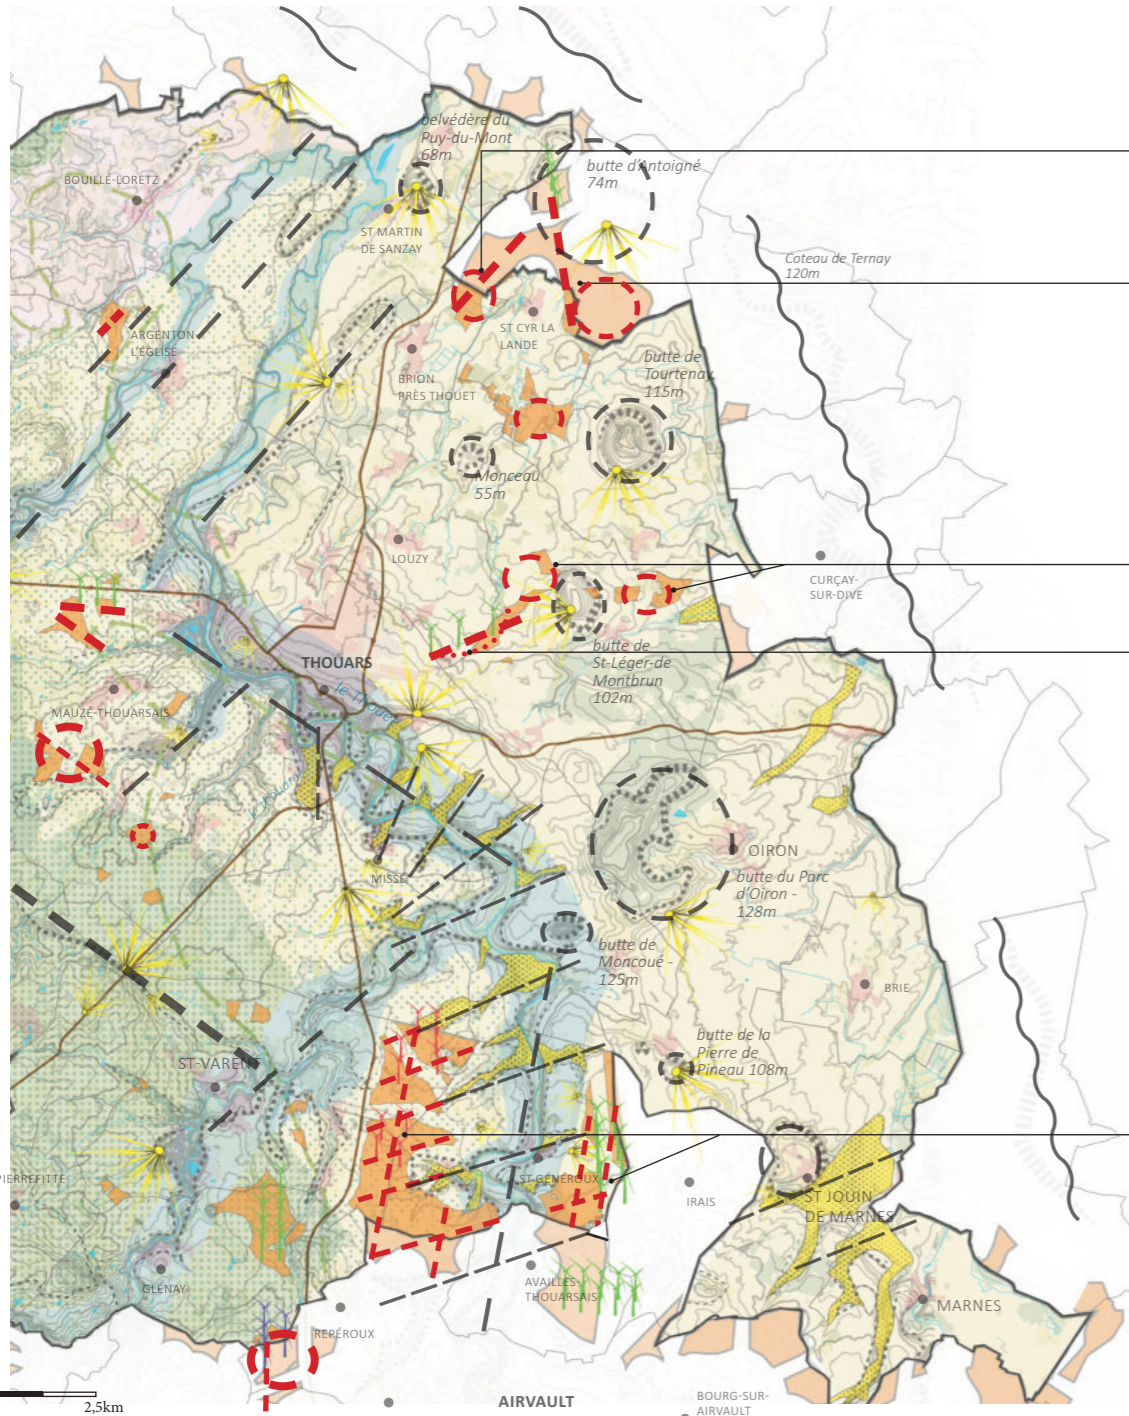 belvédère du
Puy-du-Mont
68m
butte d'Antoigné
74m
BOUILLÉ-LORETZ
ST MARTIN
DE SANZAY
Coteau de Ternay
120m
ARGENTON
L'ÉGLISE
ST CYR LA
LANDE
BRION
PRÈS THOUET
butte de
Tourtenay
115m
Monceau
55m
LOUZY
CURÇAY-
SUR-DIVE
butte de
St-Léger-de
Montbrun
102m
THOUARS
le Thouet
MAUZÉ-THOUARSAIS
le Thouaret
MISSÉ
OIRON
butte du Parc
d'Oiron -
128m
butte de
Moncoué -
125m
BRIE
butte de la
Pierre de
Pineau 108m
ST-VARENT
PIERREFITTE
ST-GÉNÉROUX
IRAIS
ST JOUIN
DE MARNES
GLÉNAY
AVAILLES-
THOUARSAIS
MARNES
REPÉROUX
2,5km
AIRVAULT
BOURG-SUR-
AIRVAULT